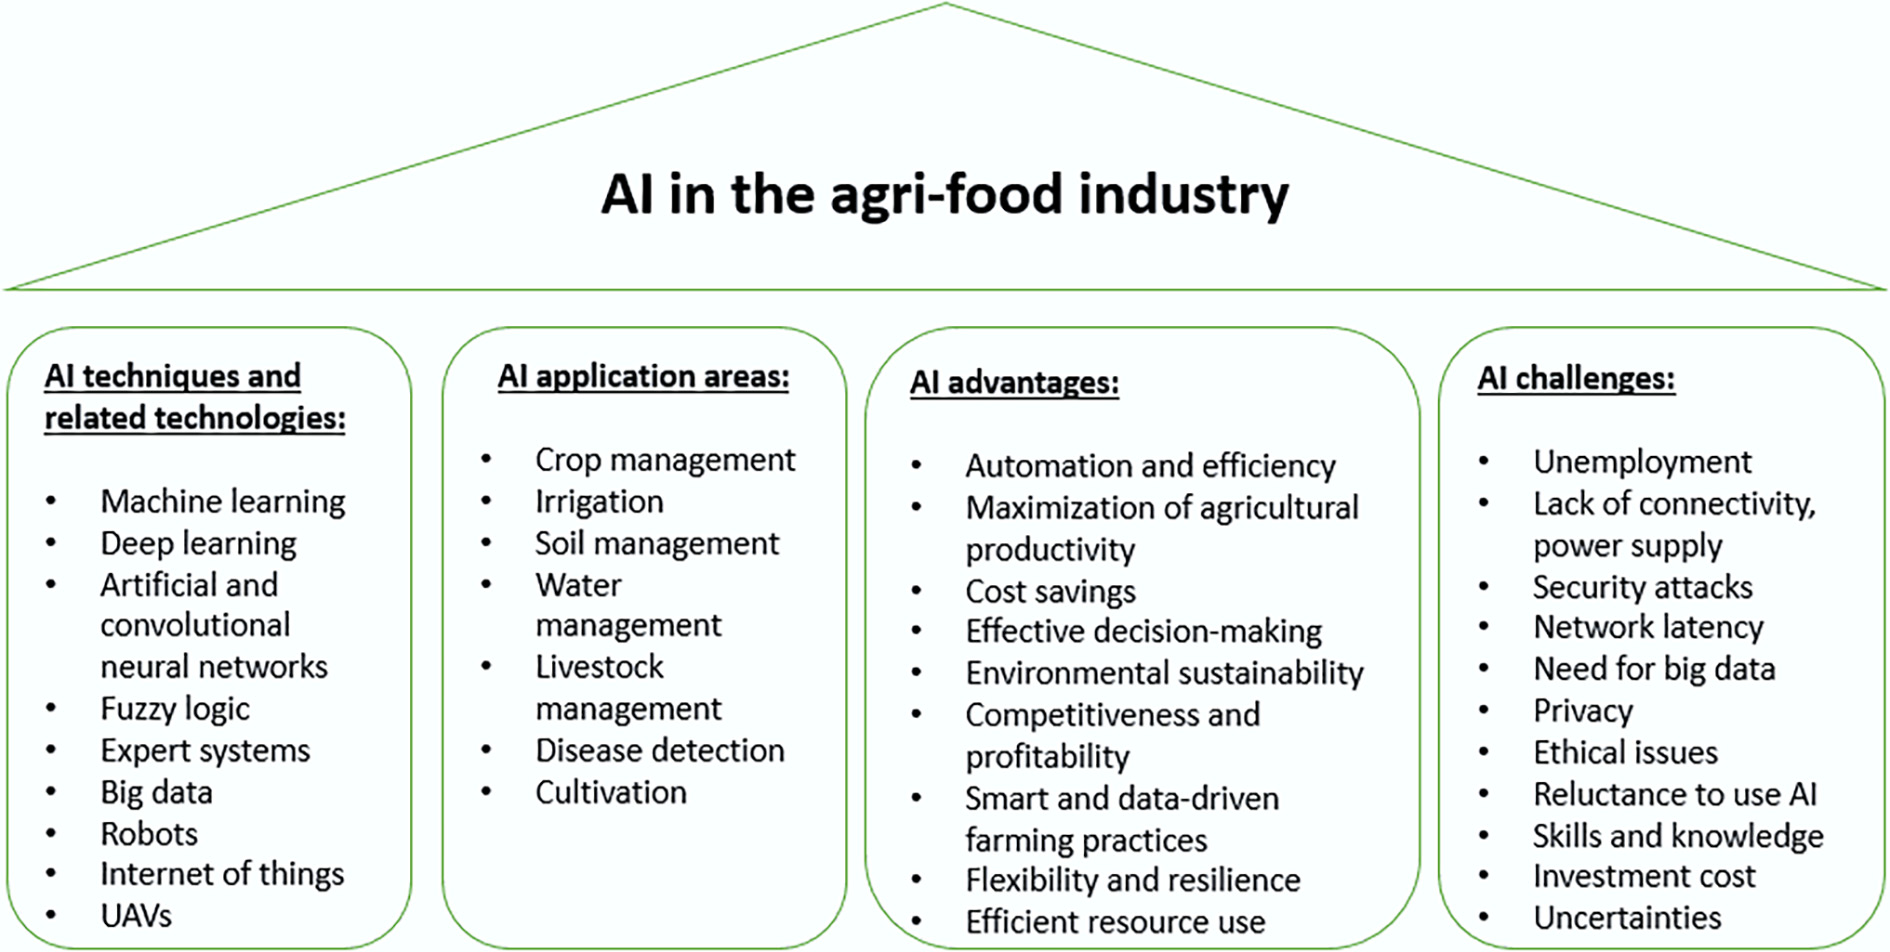 AI in the agri-food industry
AI techniques and
related technologies:
• Machine learning
• Deep learning
• Artificial and
convolutional
neural networks
• Fuzzy logic
• Expert systems
• Big data
• Robots
• Internet of things
• UAVs
AI application areas:
• Crop management
• Irrigation
• Soil management
• Water
management
• Livestock
management
• Disease detection
• Cultivation
AI advantages:
• Automation and efficiency
• Maximization of agricultural
productivity
• Cost savings
• Effective decision-making
• Environmental sustainability
• Competitiveness and
profitability
• Smart and data-driven
farming practices
• Flexibility and resilience
• Efficient resource use
AI challenges:
• Unemployment
• Lack of connectivity,
power supply
• Security attacks
• Network latency
• Need for big data
• Privacy
• Ethical issues
• Reluctance to use AI
• Skills and knowledge
• Investment cost
• Uncertainties